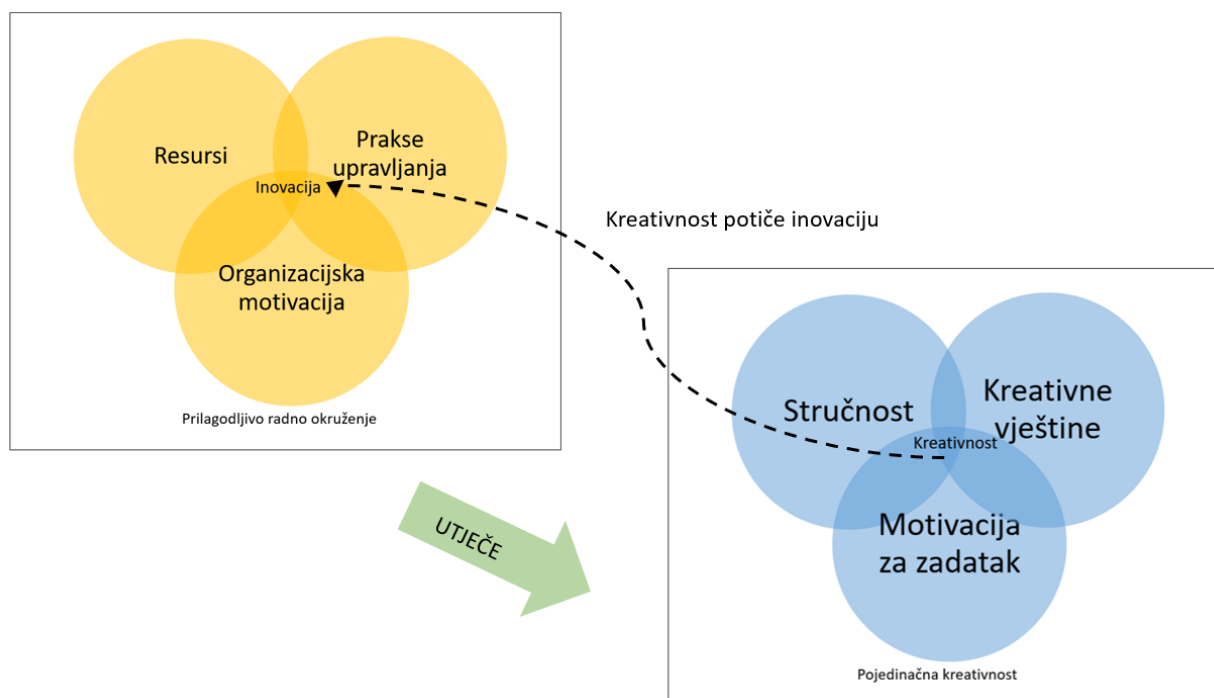 Resursi
Prakse
upravljanja
Inovacija
Organizacijska
motivacija
Prilagodljivo radno okruženje
Kreativnost potiče inovaciju
UTJEČE
Stručnost
Kreativne
vještine
Kreativnost
Motivacija
za zadatak
Pojedinačna kreativnost